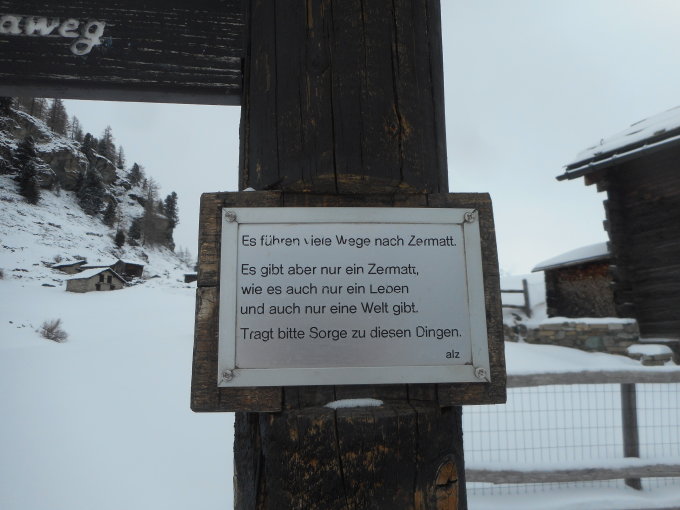 aweg
Es führen viele Wege nach Zermatt.
Es gibt aber nur ein Zermatt,
wie es auch nur ein Leben
und auch nur eine Welt gibt.
Tragt bitte Sorge zu diesen Dingen.
alz